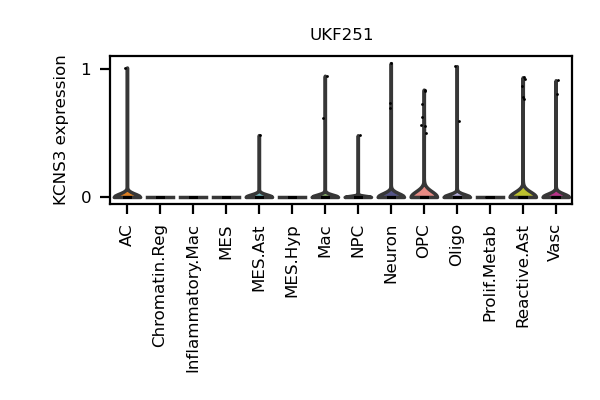 UKF251
KCNS3 expression
1
0
AC
Chromatin.Reg
Inflammatory.Mac
MES
MES.Ast
MES.Hyp
Mac
NPC
Neuron
OPC
Oligo
Prolif.Metab
Reactive.Ast
Vasc